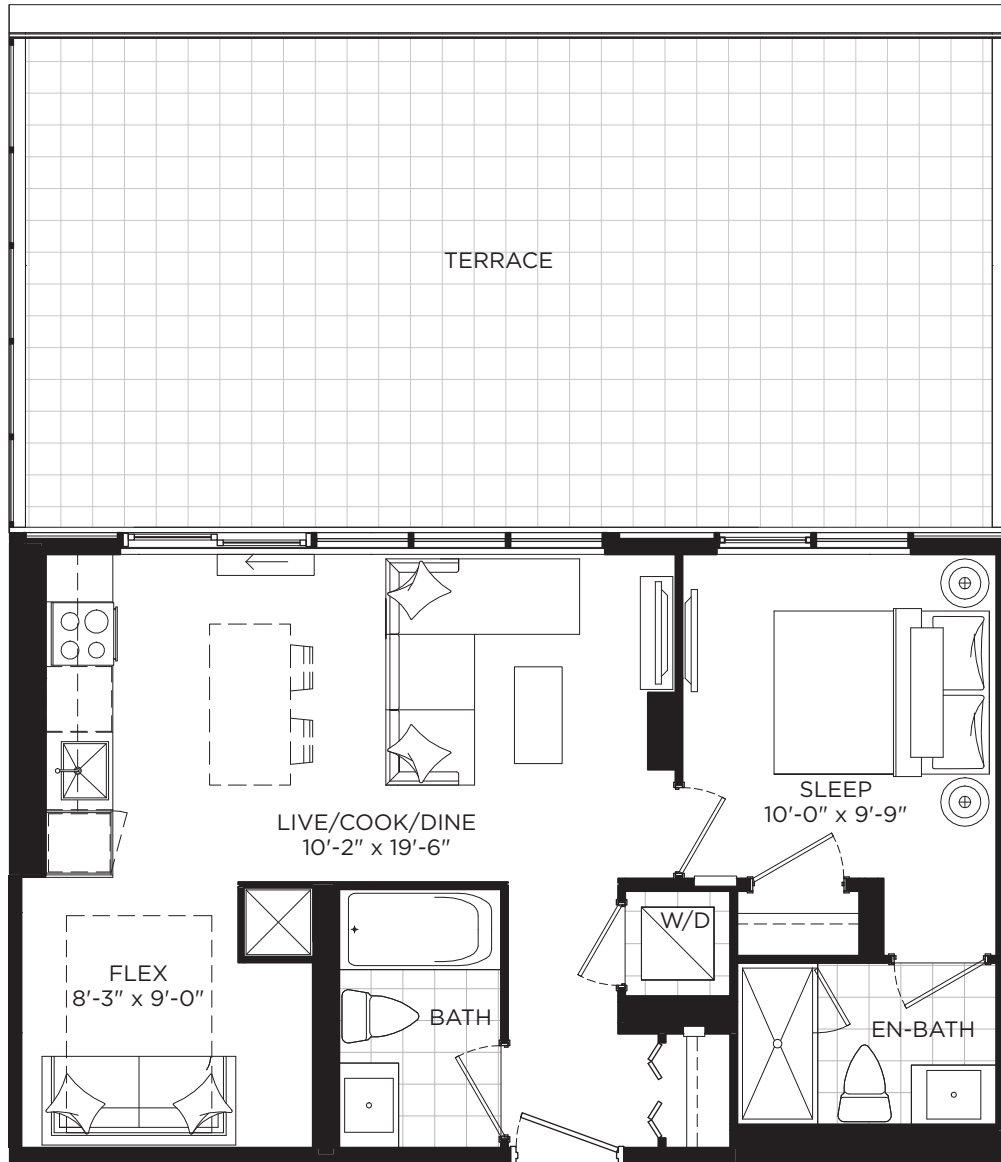 TERRACE
SLEEP
10'-0" x 9'-9"
LIVE/COOK/DINE
10'-2" x 19'-6"
W/D
FLEX
8'-3" x 9'-0"
BATH
EN-BATH